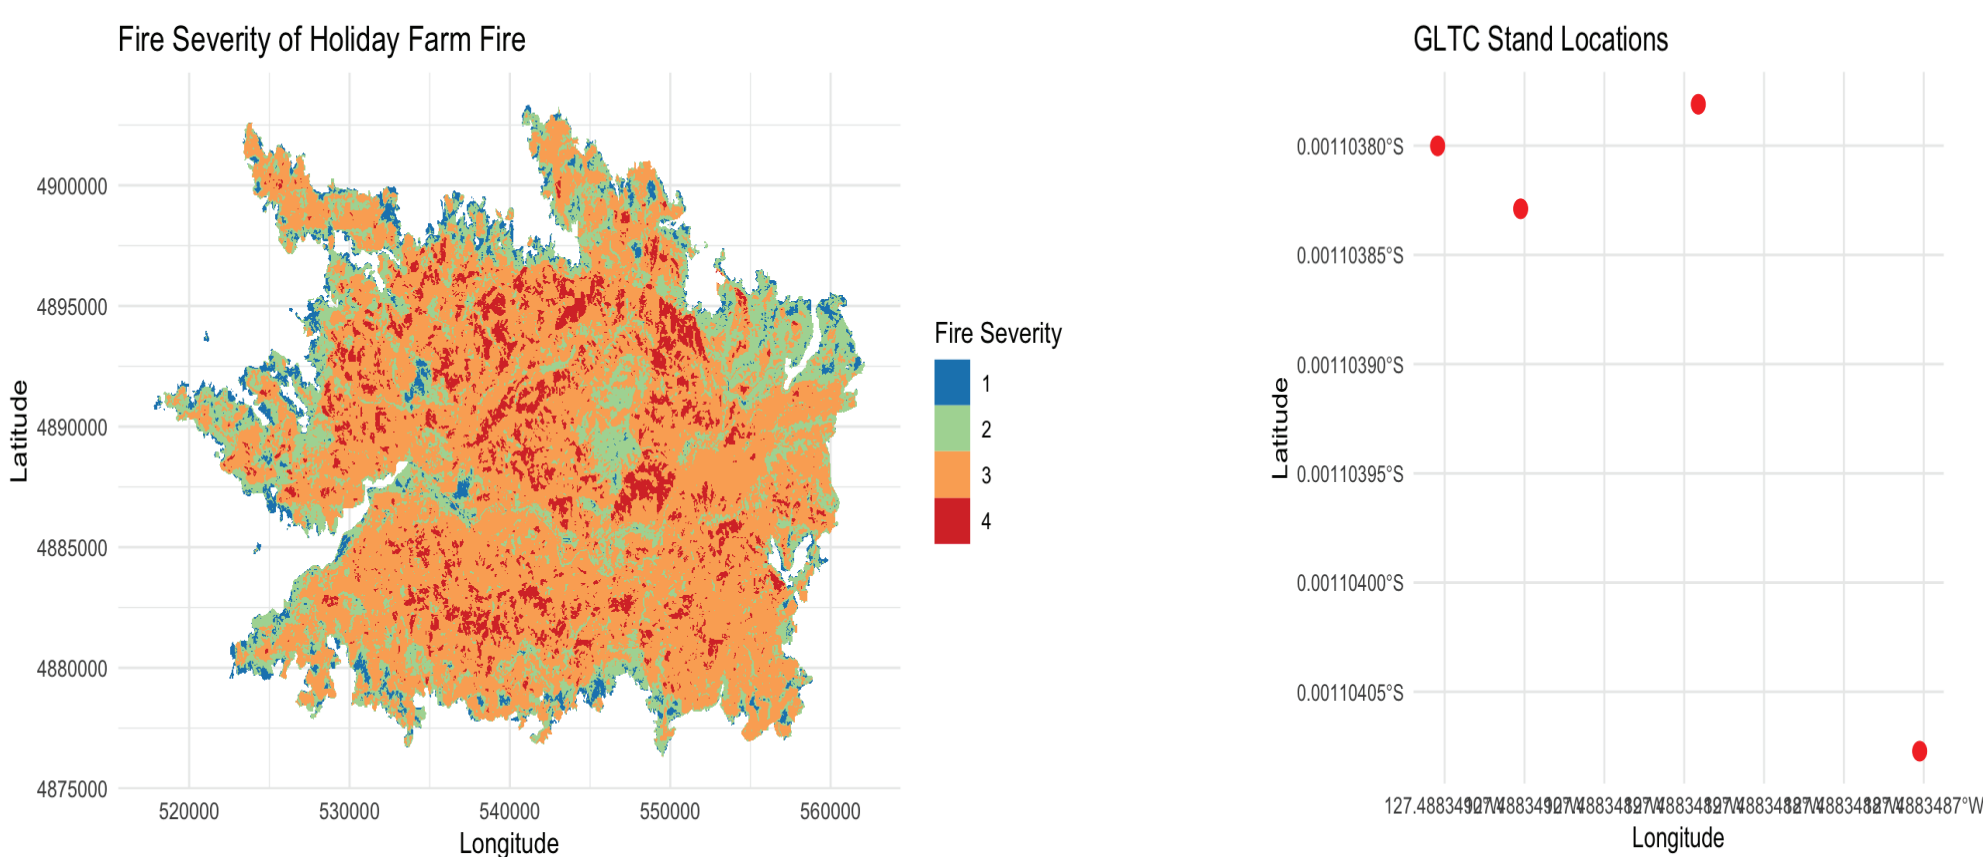 Fire Severity of Holiday Farm Fire
Latitude
4900000
4895000
4890000
4885000
4880000
4875000
520000 530000 540000 550000 560000
Longitude
Fire Severity
1
2
3
4
GLTC Stand Locations
Latitude
0.00110380°S
0.00110385°S
0.00110390°S
0.00110395°S
0.00110400°S
0.00110405°S
Longitude